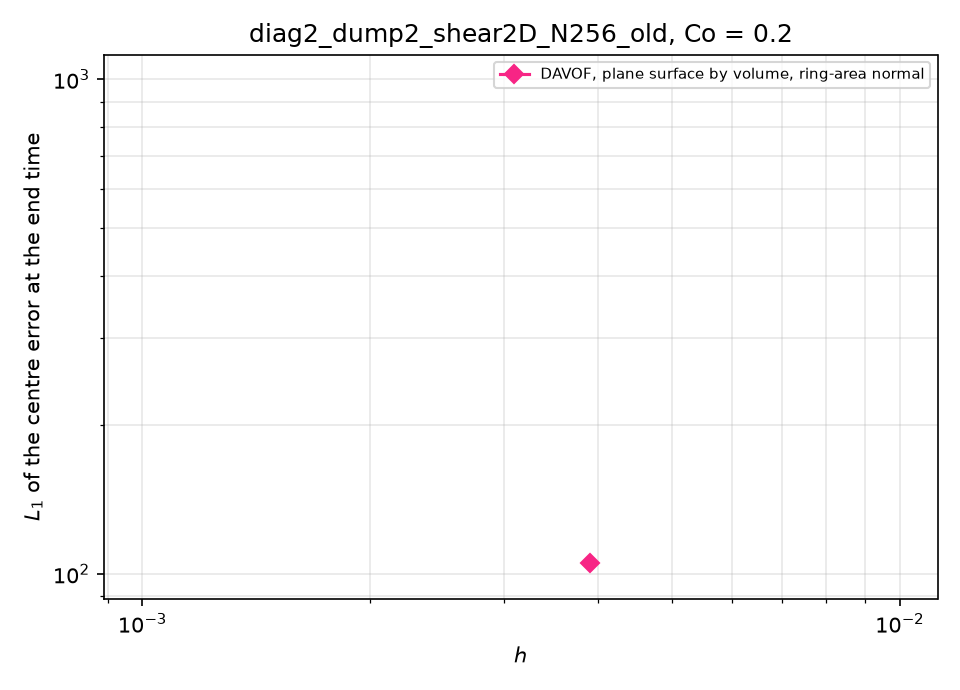 diag2_dump2_shear2D_N256_old, Co = 0.2
DAVOF, plane surface by volume, ring-area normal
L₁ of the centre error at the end time
10³
10²
10⁻³
10⁻²
h